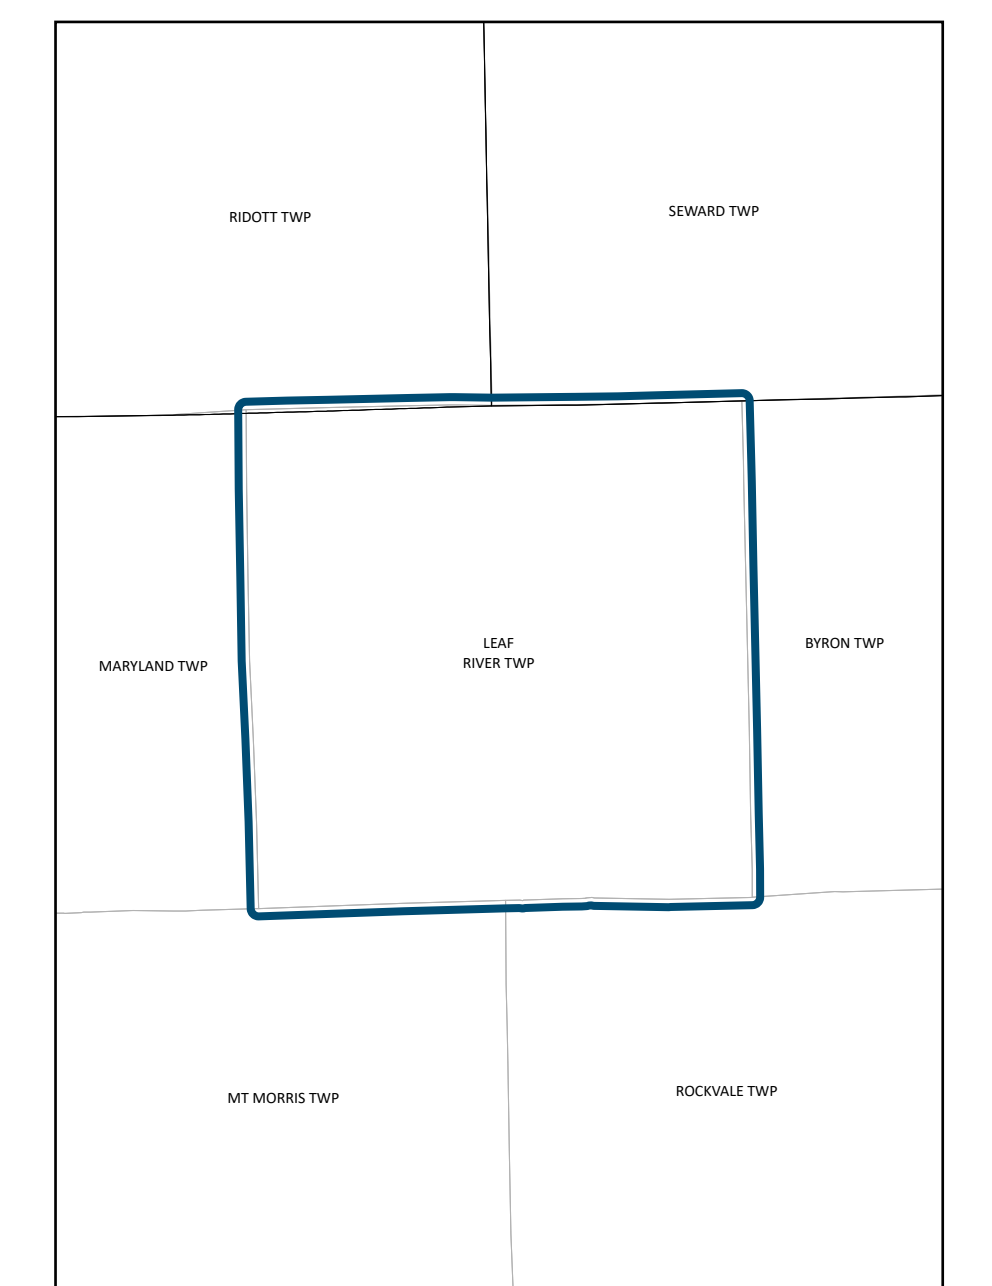 RIDOTT TWP
SEWARD TWP
LEAF
RIVER TWP
BYRON TWP
MARYLAND TWP
MT MORRIS TWP
ROCKVALE TWP